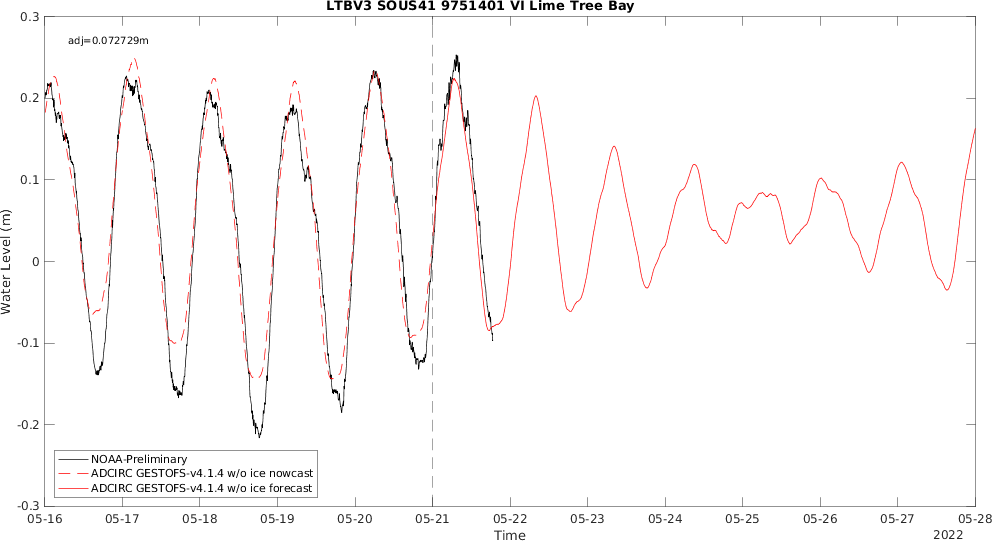 LTBV3 SOUS41 9751401 VI Lime Tree Bay
adj=0.072729m
0.3
0.2
0.1
0
-0.1
-0.2
-0.3
Water Level (m)
NOAA-Preliminary
ADCIRC GESTOFS-v4.1.4 w/o ice nowcast
ADCIRC GESTOFS-v4.1.4 w/o ice forecast
05-16 05-17 05-18 05-19 05-20 05-21 05-22 05-23 05-24 05-25 05-26 05-27 05-28
Time
2022